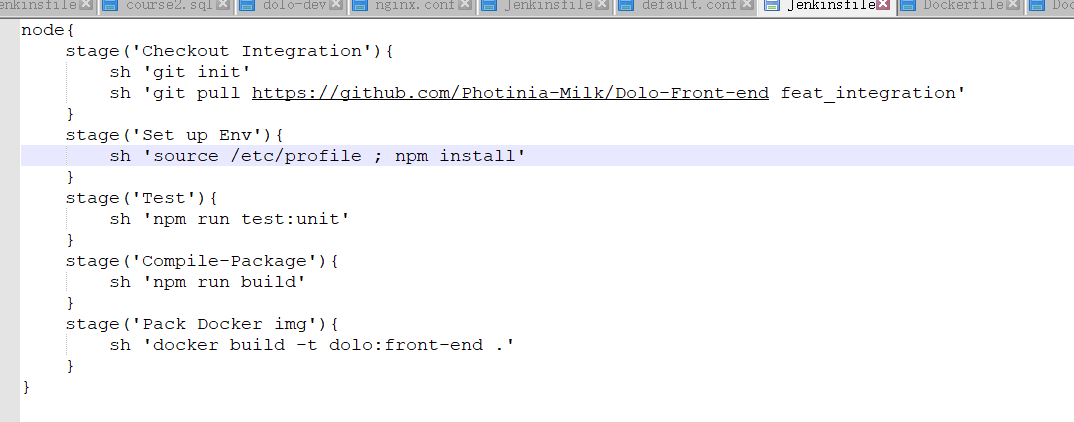 enkinsfile course2.sql dolo-dev nginx.conf jenkinsfile default.conf jenkinsfile Dockerfile Doc
node{
    stage('Checkout Integration'){
        sh 'git init'
        sh 'git pull https://github.com/Photinia-Milk/Dolo-Front-end feat_integration'
    }
    stage('Set up Env'){
        sh 'source /etc/profile ; npm install'
    }
    stage('Test'){
        sh 'npm run test:unit'
    }
    stage('Compile-Package'){
        sh 'npm run build'
    }
    stage('Pack Docker img'){
        sh 'docker build -t dolo:front-end .'
    }
}